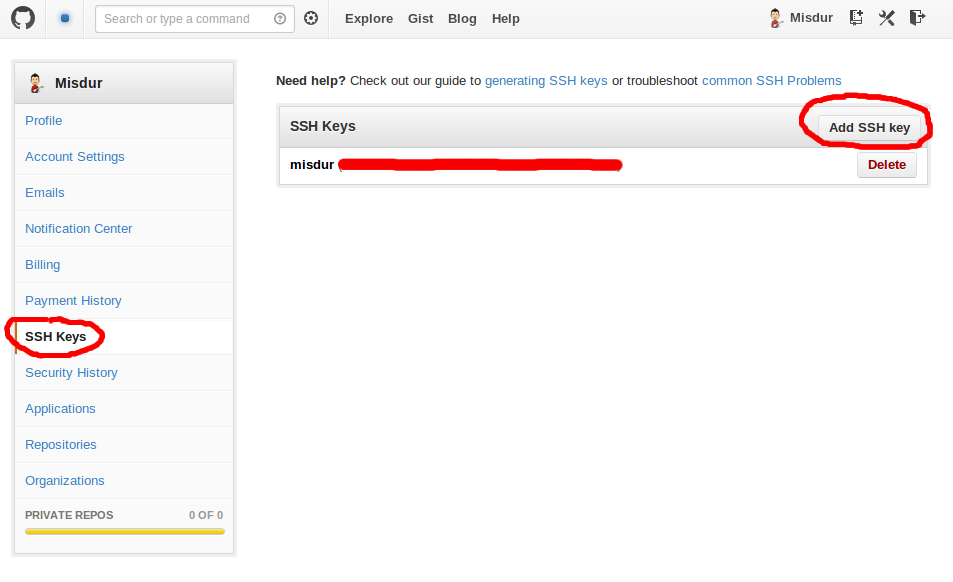 Search or type a command
Explore Gist Blog Help
Misdur
Misdur
Profile
Account Settings
Emails
Notification Center
Billing
Payment History
SSH Keys
Security History
Applications
Repositories
Organizations
PRIVATE REPOS 0 OF 0
Need help? Check out our guide to generating SSH keys or troubleshoot common SSH Problems
SSH Keys Add SSH key
misdur Delete